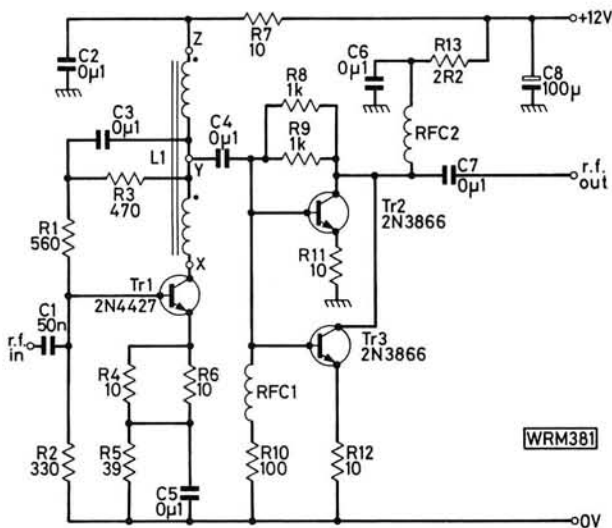 +12V
Z
R7
10
C2
0µ1
C6
0µ1
R13
2R2
C8
100µ
R8
1k
C3
0µ1
C4
0µ1
R9
1k
RFC2
L1
Y
R3
470
C7
0µ1
r.f.
out
R1
560
Tr2
2N3866
X
R11
10
Tr1
2N4427
C1
50n
r.f.
in
Tr3
2N3866
R4
10
R6
10
RFC1
R2
330
R5
39
C5
0µ1
R10
100
R12
10
WRM381
0V